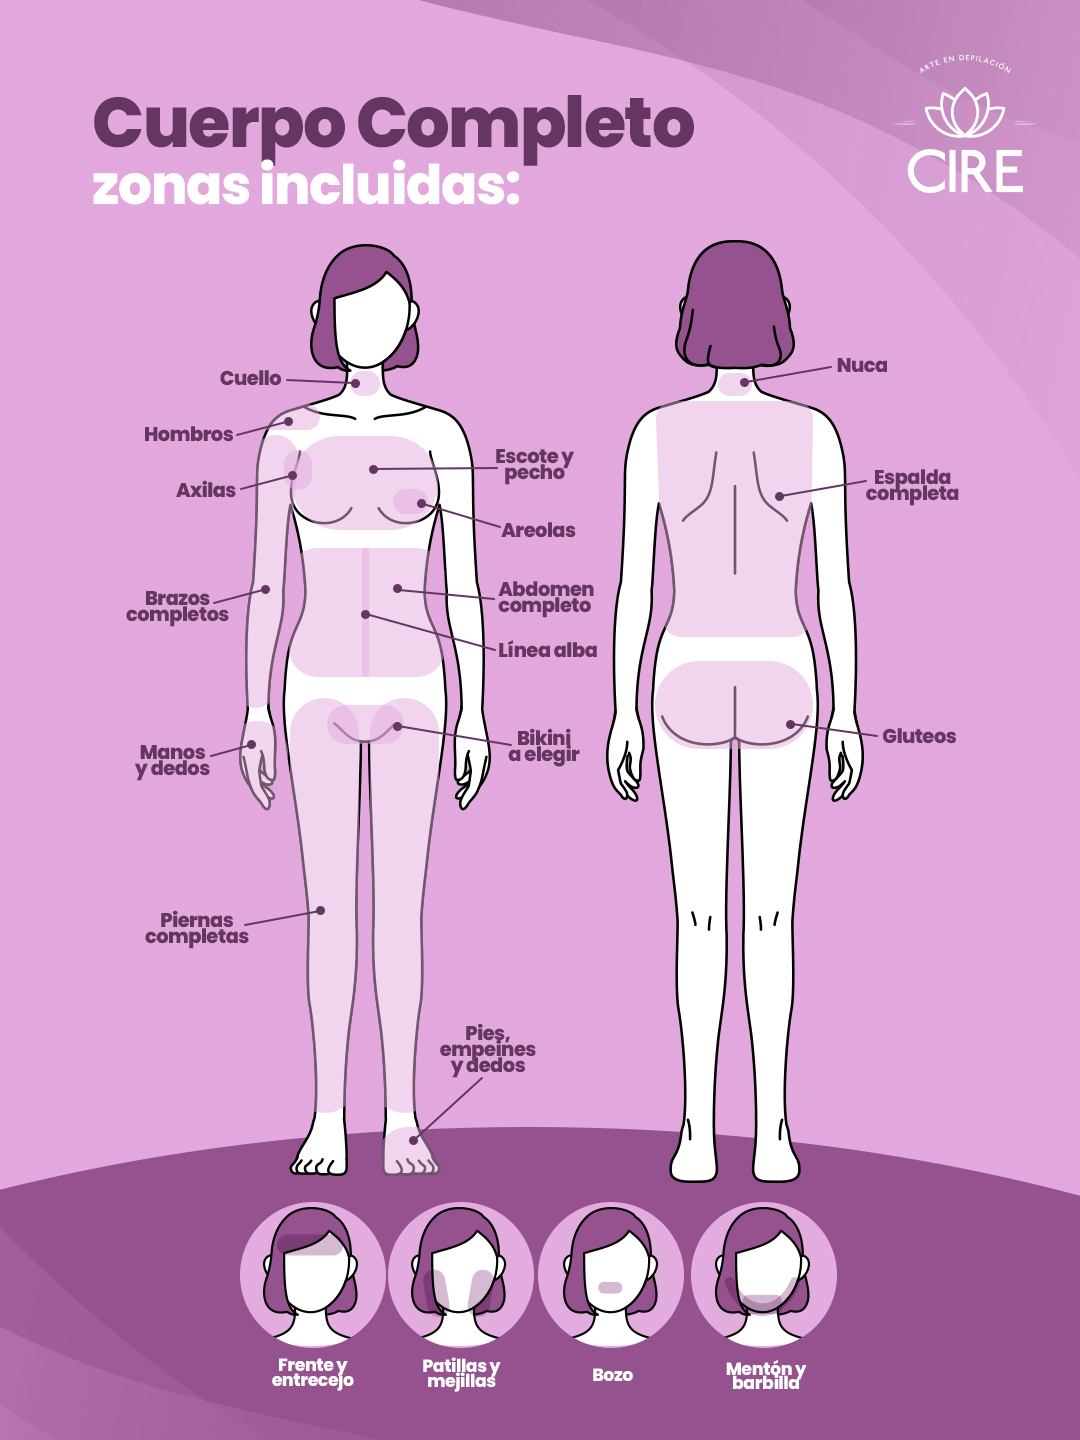 ARTE EN DEPILACIÓN
CIRE
Cuerpo Completo
zonas incluidas:
Cuello
Hombros
Axilas
Brazos
completos
Manos
y dedos
Piernas
completas
Escote y
pecho
Areolas
Abdomen
completo
Línea alba
Bikini
a elegir
Pies,
empeines
y dedos
Nuca
Espalda
completa
Gluteos
Frente y
entrecejo
Patillas y
mejillas
Bozo
Mentón y
barbilla